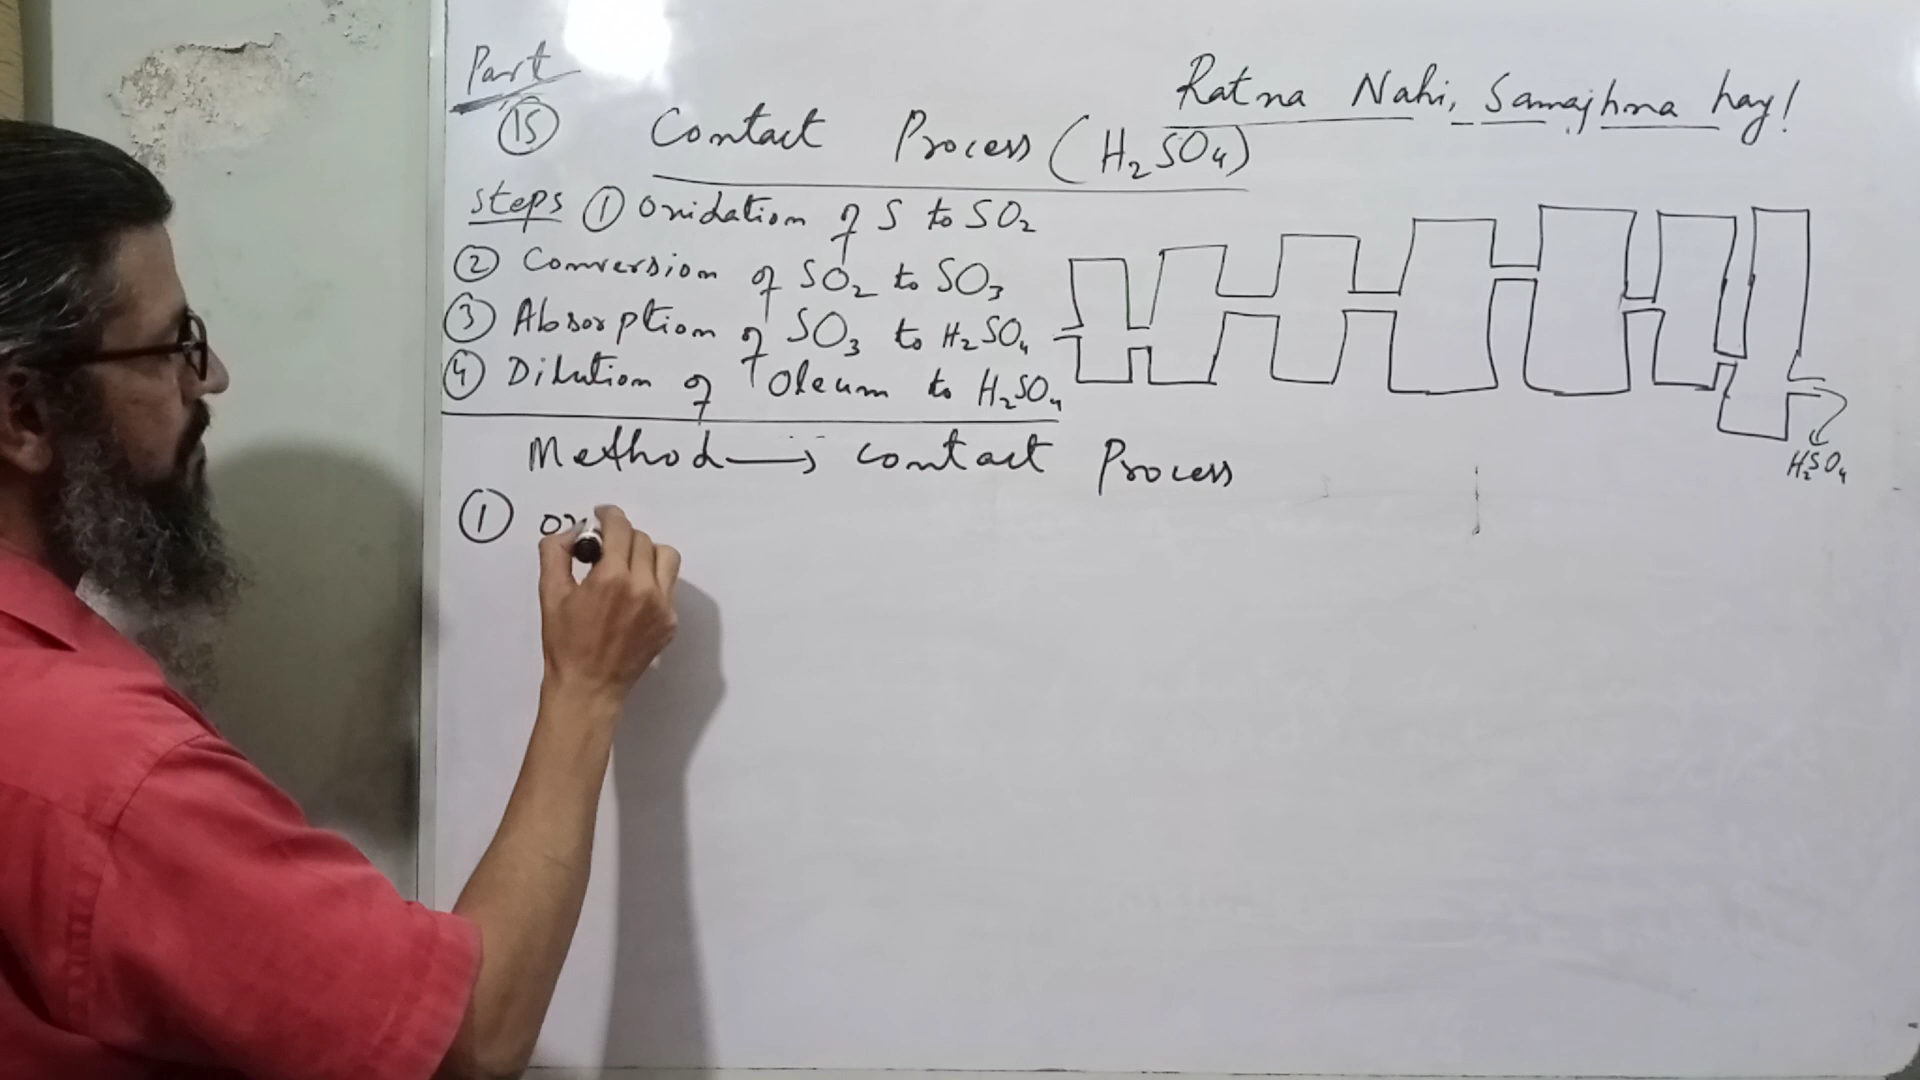 Part
15
Ratna Nahi, Samajhna hay!
Contact Process (H₂SO₄)
Steps ① Oxidation of S to SO₂
② Conversion of SO₂ to SO₃
③ Absorption of SO₃ to H₂SO₄
④ Dilution of Oleum to H₂SO₄
H₂SO₄
Method → Contact Process
① ox